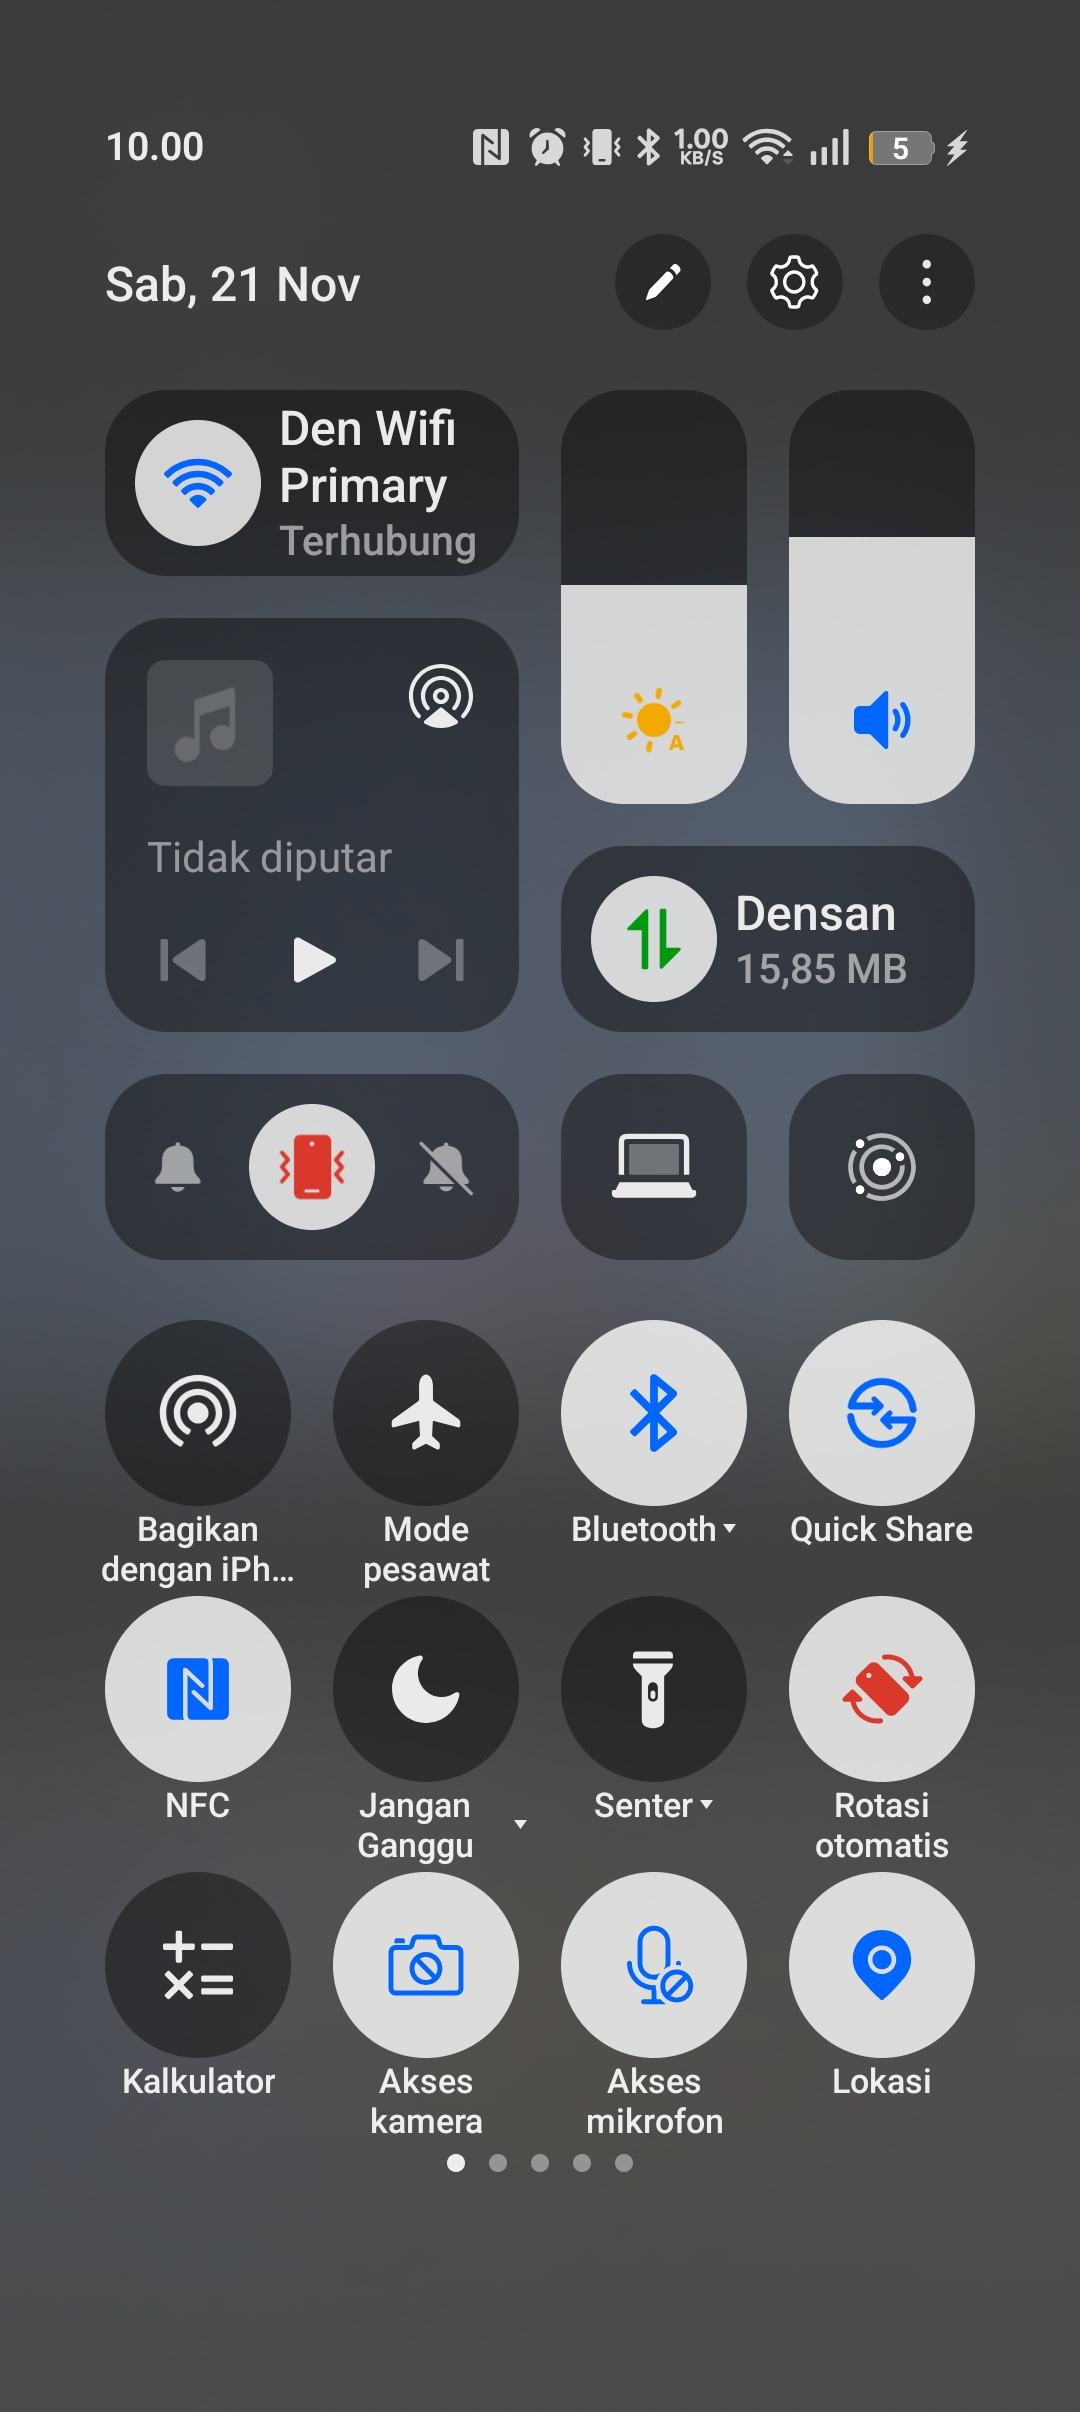 10.00
1.00
KB/S
5
Sab, 21 Nov
Den Wifi
Primary
Terhubung
A
Tidak diputar
Densan
15,85 MB
Bagikan
dengan iPh...
Mode
pesawat
Bluetooth
Quick Share
NFC
Jangan
Ganggu
Senter
Rotasi
otomatis
Kalkulator
Akses
kamera
Akses
mikrofon
Lokasi